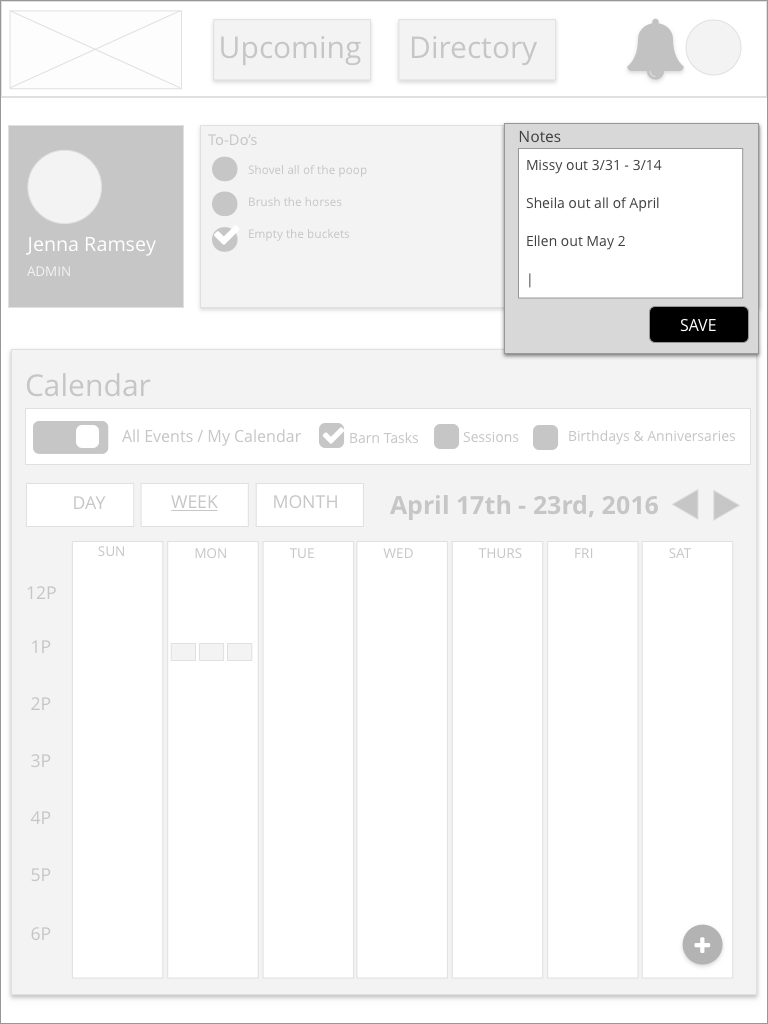 Upcoming
Directory
Jenna Ramsey
ADMIN
To-Do's
Shovel all of the poop
Brush the horses
Empty the buckets
Notes
Missy out 3/31 - 3/14
Sheila out all of April
Ellen out May 2
SAVE
Calendar
All Events / My Calendar
Barn Tasks
Sessions
Birthdays & Anniversaries
DAY
WEEK
MONTH
April 17th - 23rd, 2016
SUN
MON
TUE
WED
THURS
FRI
SAT
12P
1P
2P
3P
4P
5P
6P